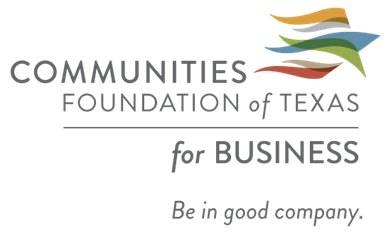 COMMUNITIES
FOUNDATION of TEXAS
for BUSINESS
Be in good company.